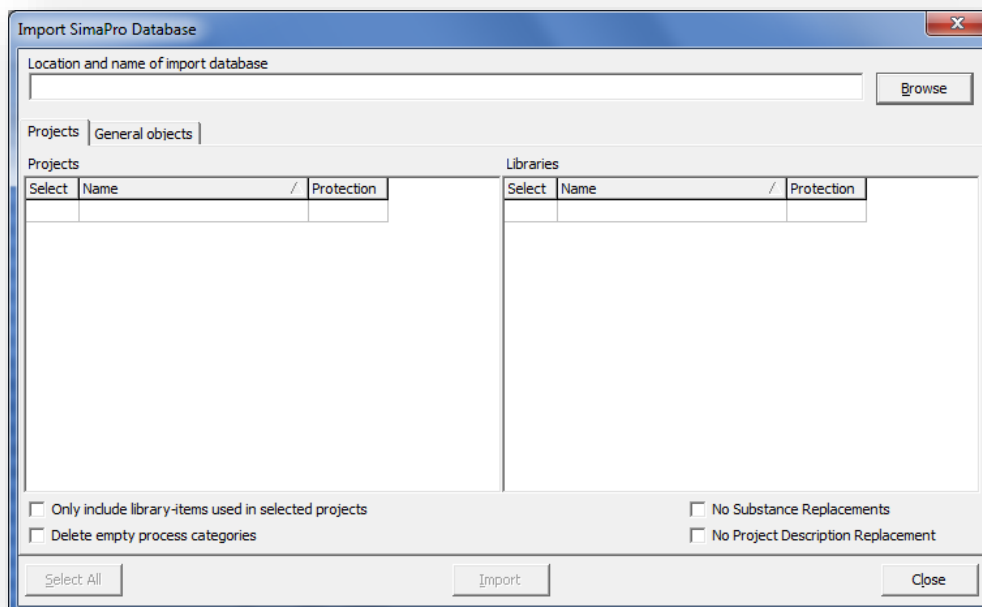 Import SimaPro Database
Location and name of import database
Browse
Projects General objects
Projects Libraries
Select Name / Protection Select Name / Protection
Only include library-items used in selected projects No Substance Replacements
Delete empty process categories No Project Description Replacement
Select All Import Close